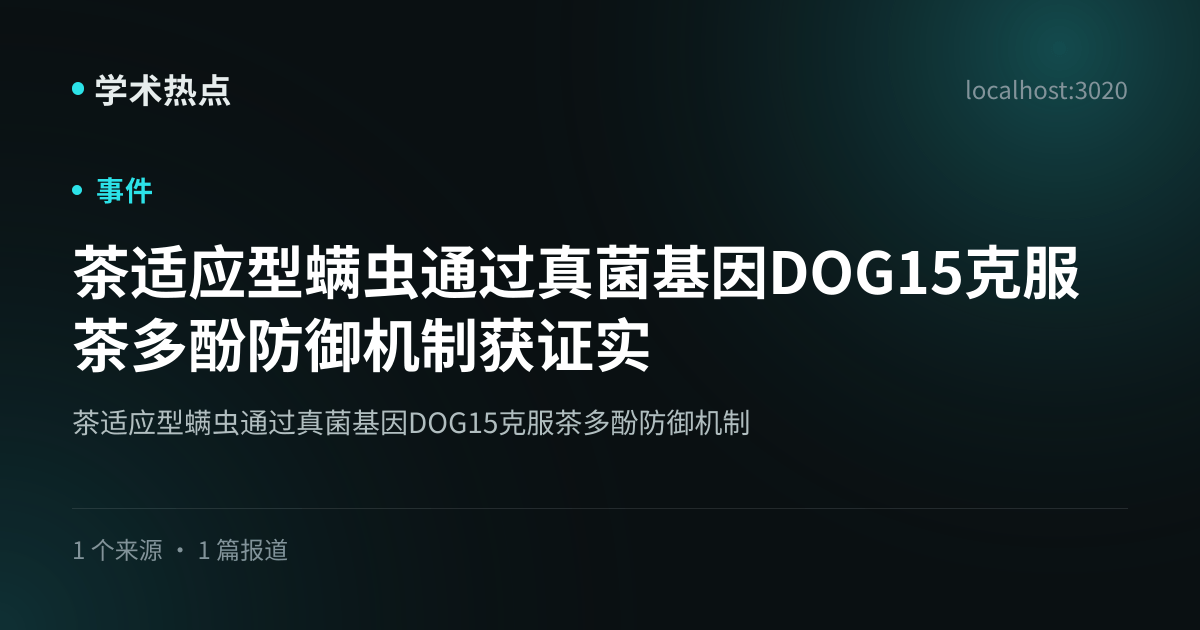 学术热点
localhost:3020
事件
茶适应型螨虫通过真菌基因DOG15克服
茶多酚防御机制获证实
茶适应型螨虫通过真菌基因DOG15克服茶多酚防御机制
1 个来源 · 1 篇报道